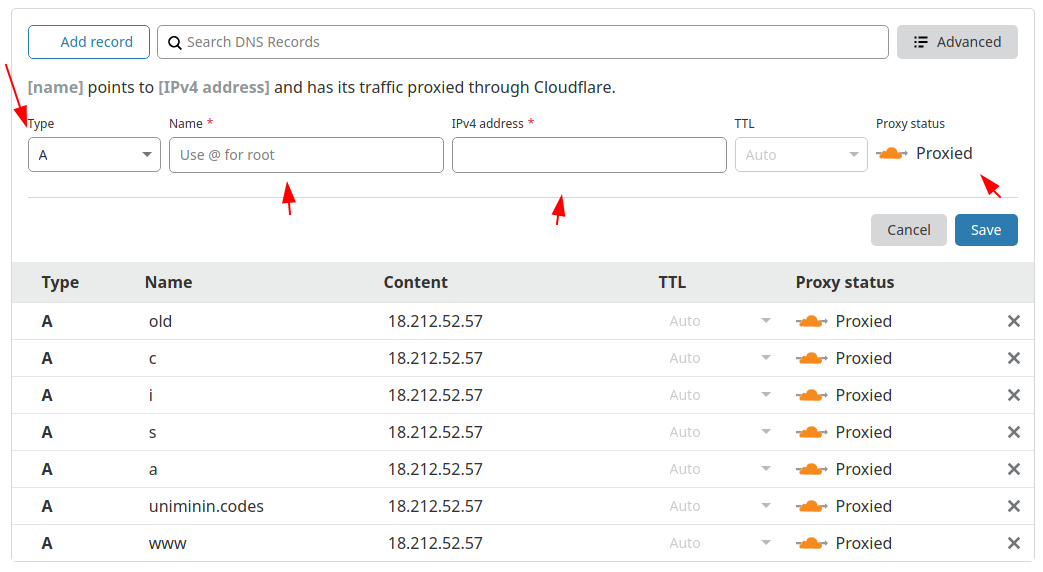 Add record Search DNS Records Advanced
[name] points to [IPv4 address] and has its traffic proxied through Cloudflare.
Type Name * IPv4 address * TTL Proxy status
A Use @ for root Auto Proxied
Cancel Save
Type Name Content TTL Proxy status
A old 18.212.52.57 Auto Proxied
A c 18.212.52.57 Auto Proxied
A i 18.212.52.57 Auto Proxied
A s 18.212.52.57 Auto Proxied
A a 18.212.52.57 Auto Proxied
A uniminin.codes 18.212.52.57 Auto Proxied
A www 18.212.52.57 Auto Proxied